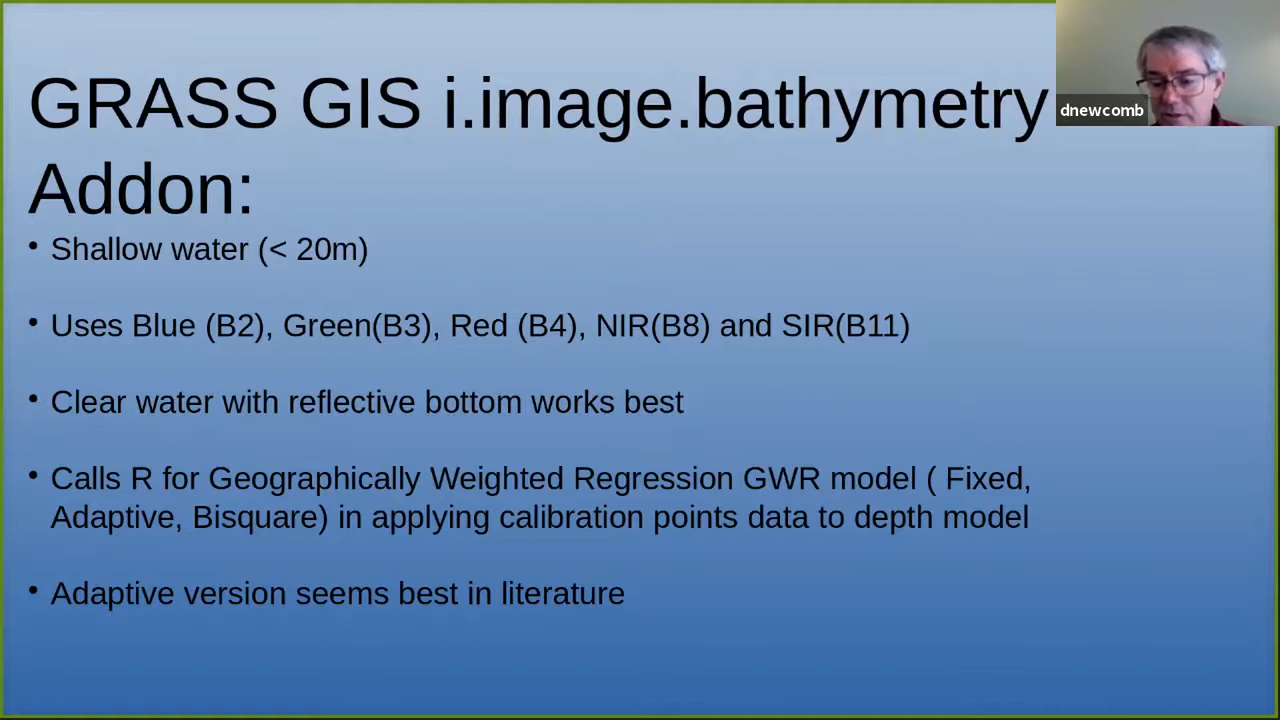 GRASS GIS i.image.bathymetry
Addon:
• Shallow water (< 20m)
• Uses Blue (B2), Green(B3), Red (B4), NIR(B8) and SIR(B11)
• Clear water with reflective bottom works best
• Calls R for Geographically Weighted Regression GWR model ( Fixed,
Adaptive, Bisquare) in applying calibration points data to depth model
• Adaptive version seems best in literature
dnewcomb